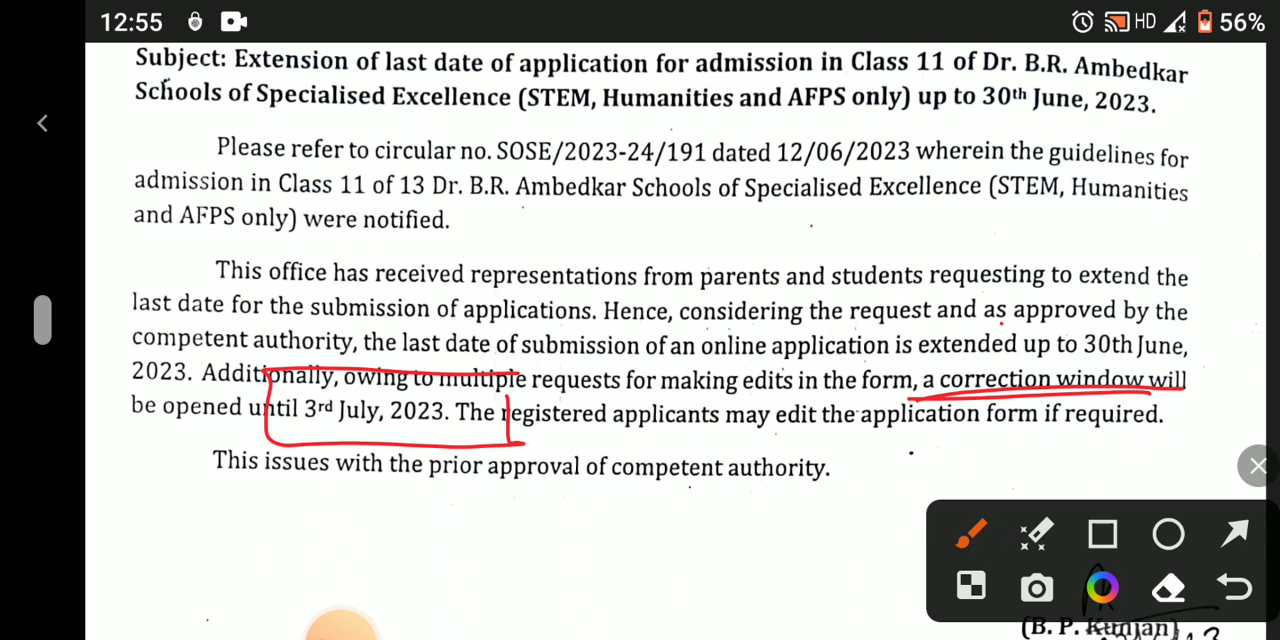 12:55 HD 56%
Subject: Extension of last date of application for admission in Class 11 of Dr. B.R. Ambedkar
Schools of Specialised Excellence (STEM, Humanities and AFPS only) up to 30th June, 2023.
Please refer to circular no. SOSE/2023-24/191 dated 12/06/2023 wherein the guidelines for
admission in Class 11 of 13 Dr. B.R. Ambedkar Schools of Specialised Excellence (STEM, Humanities
and AFPS only) were notified.
This office has received representations from parents and students requesting to extend the
last date for the submission of applications. Hence, considering the request and as approved by the
competent authority, the last date of submission of an online application is extended up to 30th June,
2023. Additionally, owing to multiple requests for making edits in the form, a correction window will
be opened until 3rd July, 2023. The registered applicants may edit the application form if required.
This issues with the prior approval of competent authority.
(B. P. Kunjan)